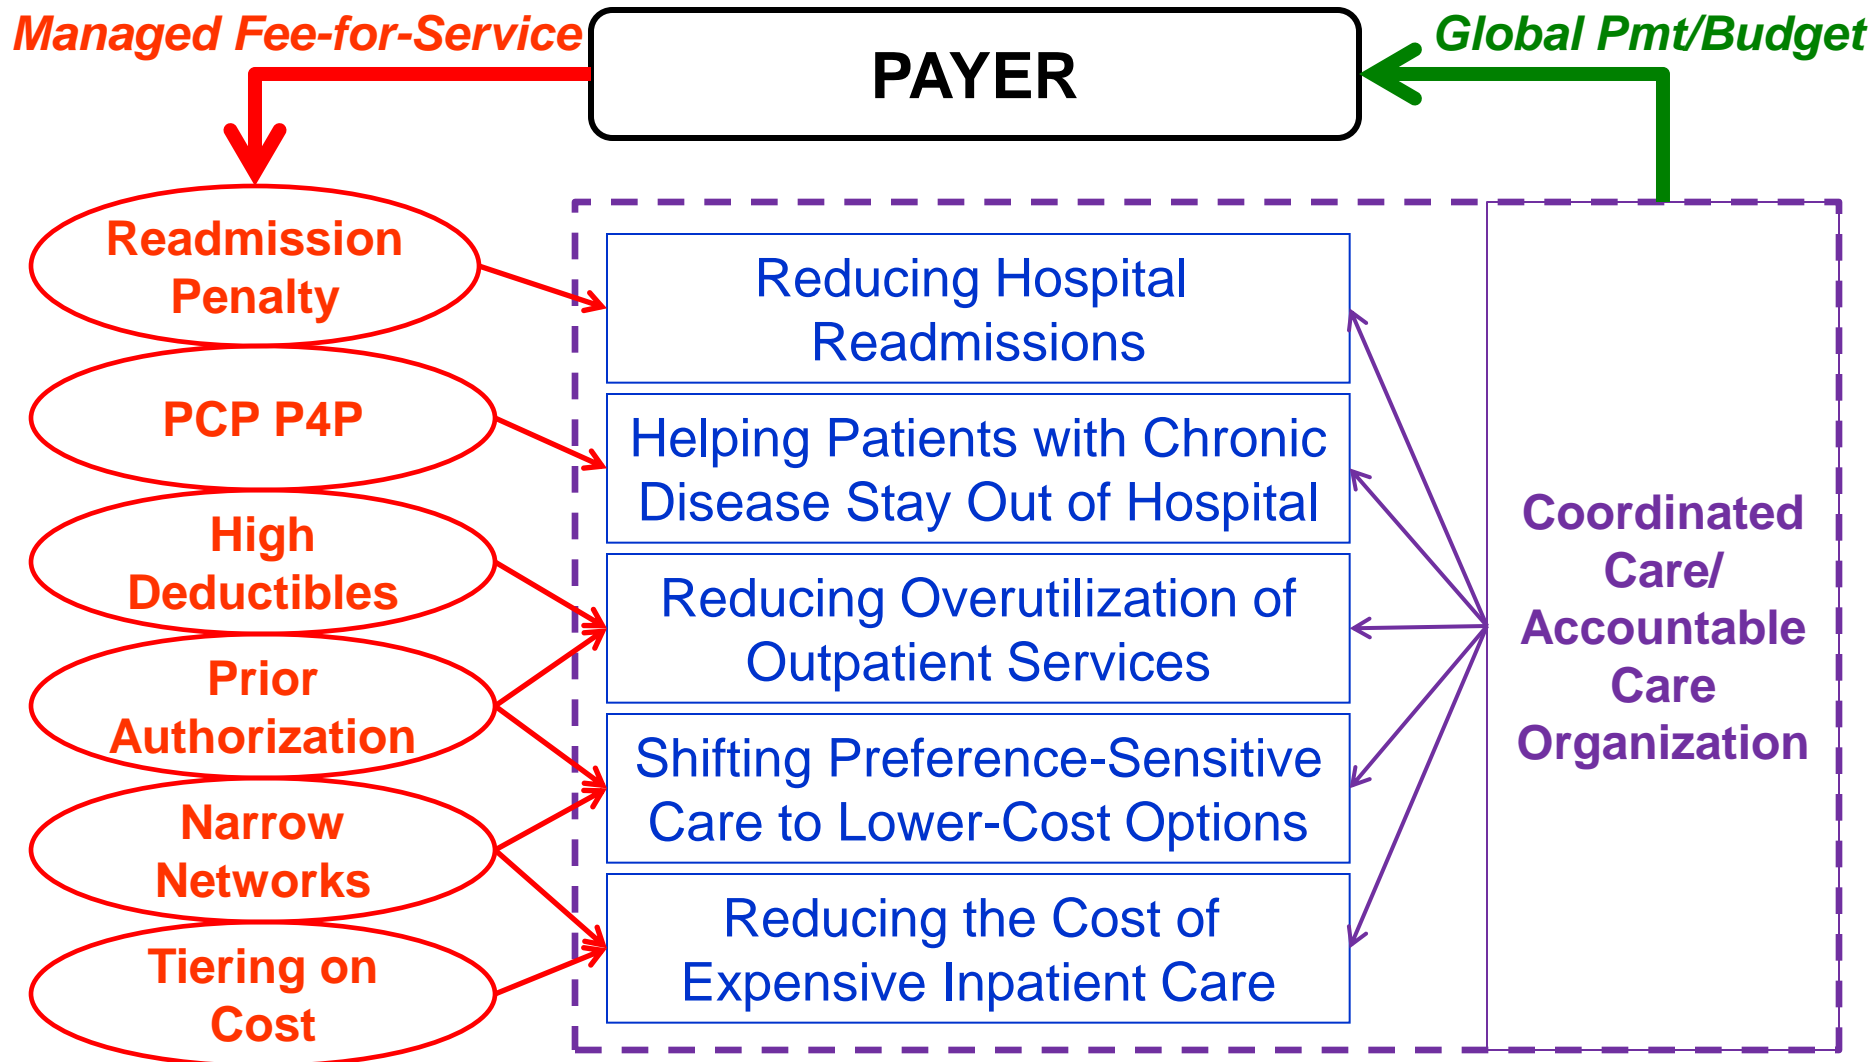 Managed Fee-for-Service
PAYER
Global Pmt/Budget
Readmission
Penalty
PCP P4P
High
Deductibles
Prior
Authorization
Narrow
Networks
Tiering on
Cost
Reducing Hospital
Readmissions
Helping Patients with Chronic
Disease Stay Out of Hospital
Reducing Overutilization of
Outpatient Services
Shifting Preference-Sensitive
Care to Lower-Cost Options
Reducing the Cost of
Expensive Inpatient Care
Coordinated
Care/
Accountable
Care
Organization